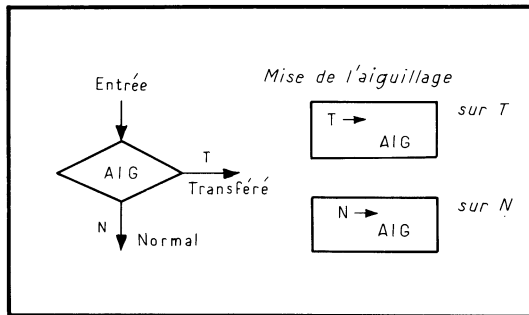 Entrée
AIG
T
Transféré
N
Normal
Mise de l'aiguillage
T → sur T
AIG
N → sur N
AIG